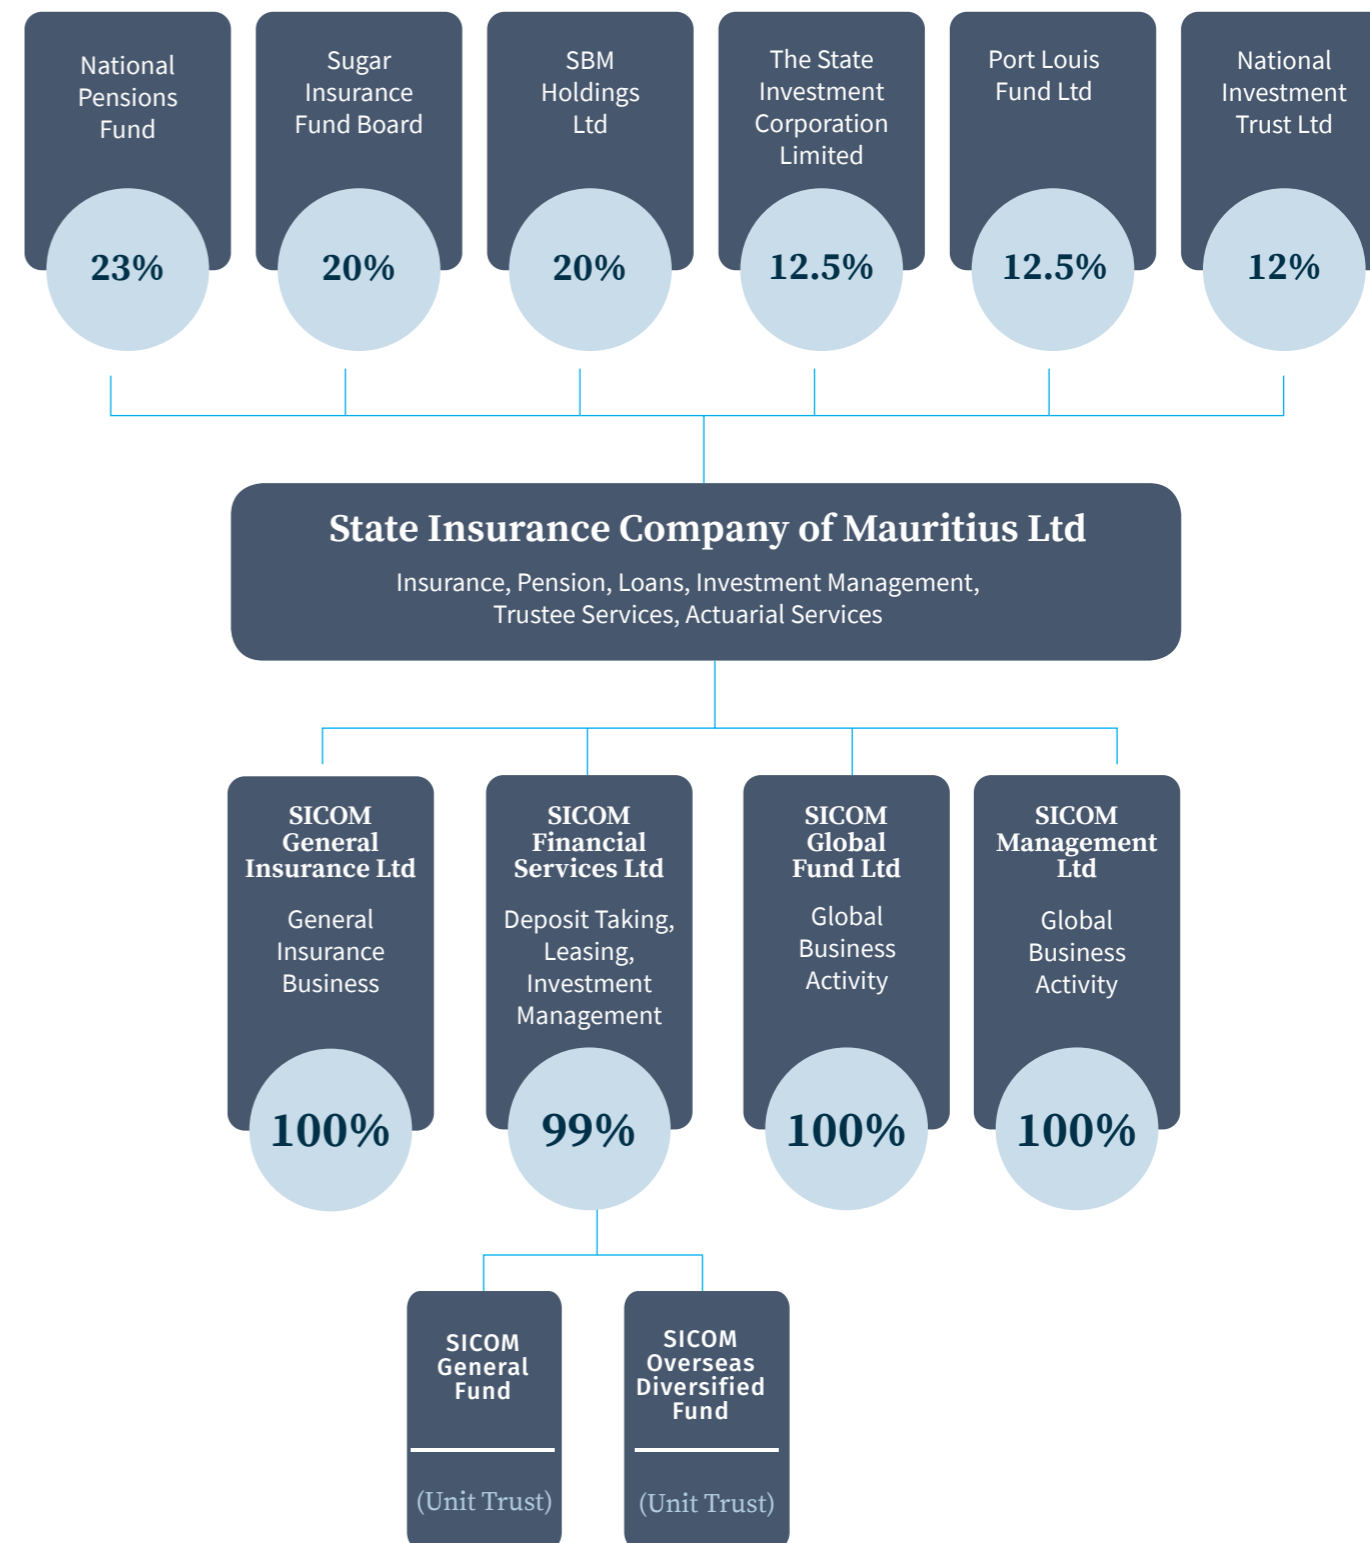 National
Pensions
Fund
23%
Sugar
Insurance
Fund Board
20%
SBM
Holdings
Ltd
20%
The State
Investment
Corporation
Limited
12.5%
Port Louis
Fund Ltd
12.5%
National
Investment
Trust Ltd
12%
State Insurance Company of Mauritius Ltd
Insurance, Pension, Loans, Investment Management,
Trustee Services, Actuarial Services
SICOM
General
Insurance Ltd
General
Insurance
Business
100%
SICOM
Financial
Services Ltd
Deposit Taking,
Leasing,
Investment
Management
99%
SICOM
Global
Fund Ltd
Global
Business
Activity
100%
SICOM
Management
Ltd
Global
Business
Activity
100%
SICOM
General
Fund
(Unit Trust)
SICOM
Overseas
Diversified
Fund
(Unit Trust)